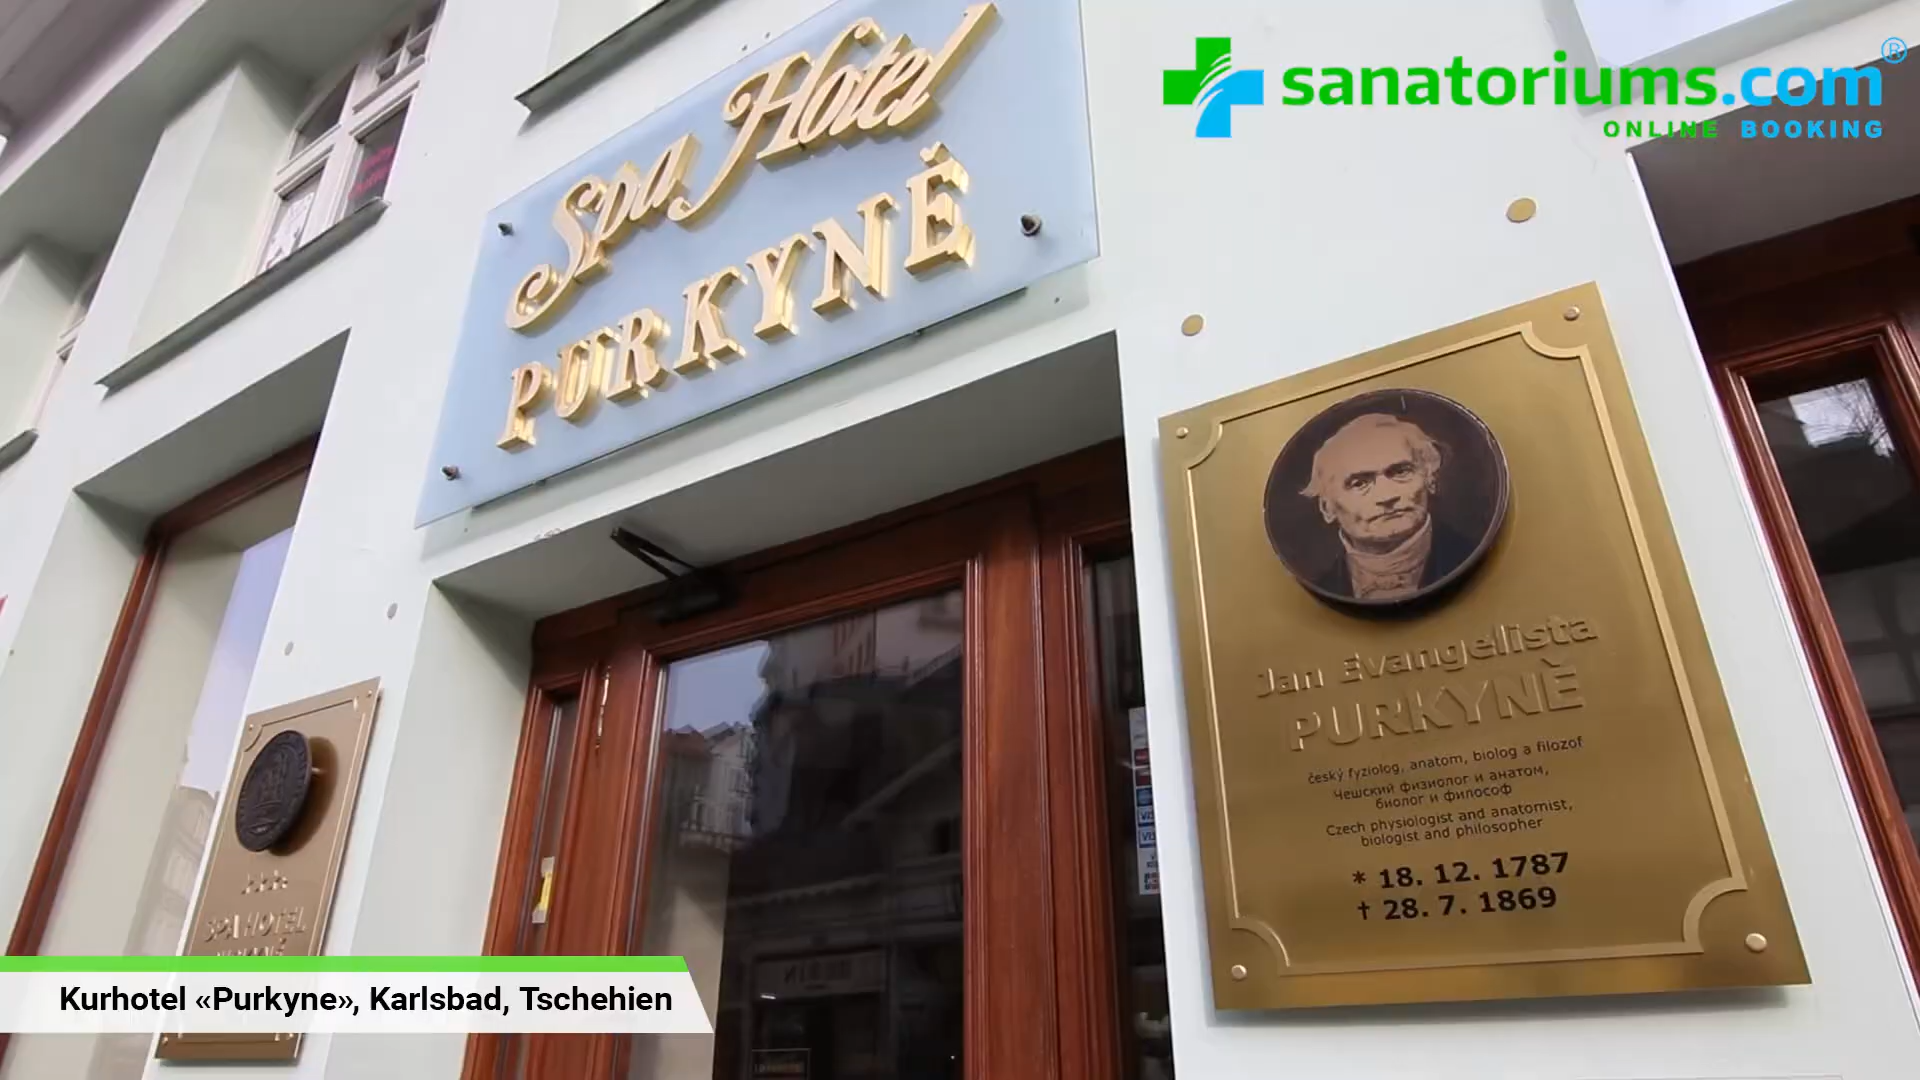 sanatoriums.com®
ONLINE BOOKING
Spa Hotel
PURKYNĚ
Jan Evangelista
PURKYNĚ
český fyziolog, anatom, biolog a filozof
Чешский физиолог и анатом,
биолог и философ
Czech physiologist and anatomist,
biologist and philosopher
* 18. 12. 1787
† 28. 7. 1869
SPA HOTEL
Kurhotel «Purkyne», Karlsbad, Tschehien